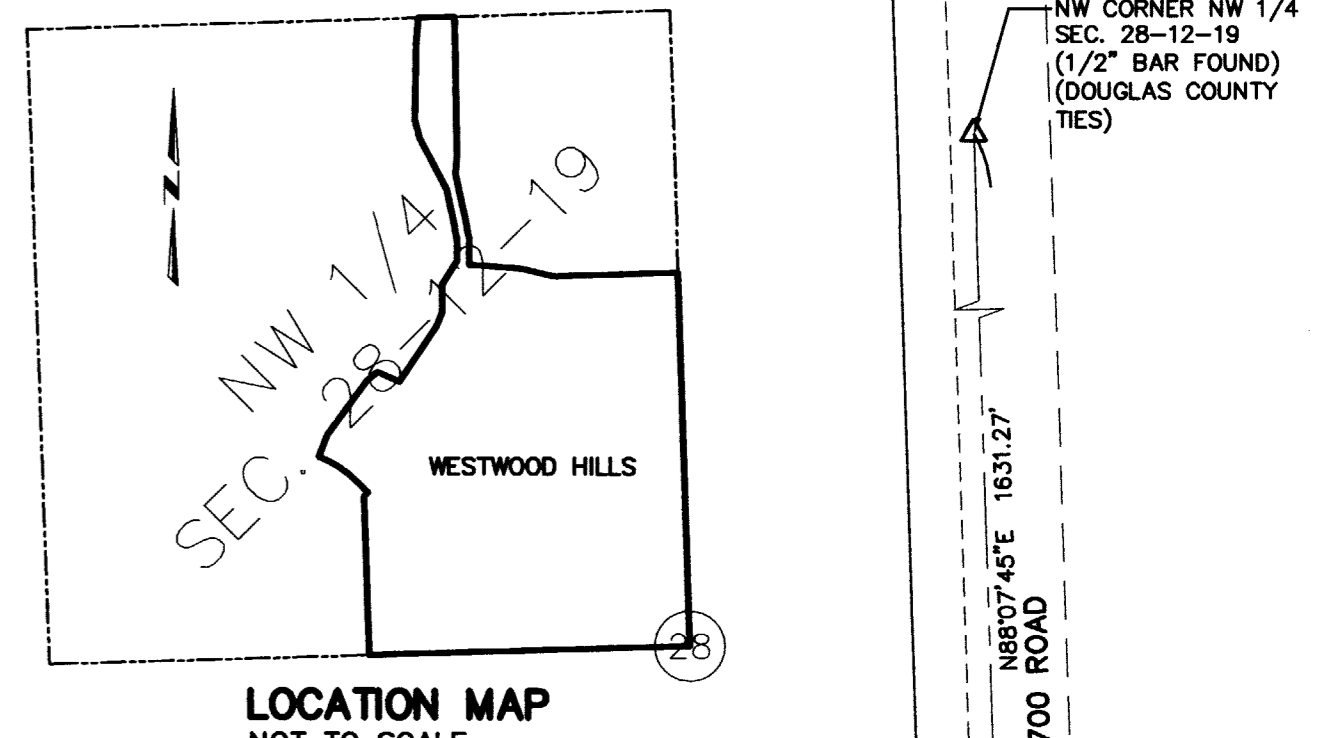 N
NW 1/4
SEC. 28-12-19
WESTWOOD HILLS
28
LOCATION MAP
NOT TO SCALE
NW CORNER NW 1/4
SEC. 28-12-19
(1/2" BAR FOUND)
(DOUGLAS COUNTY
TIES)
N88°07'45"E 1631.27'
700 ROAD